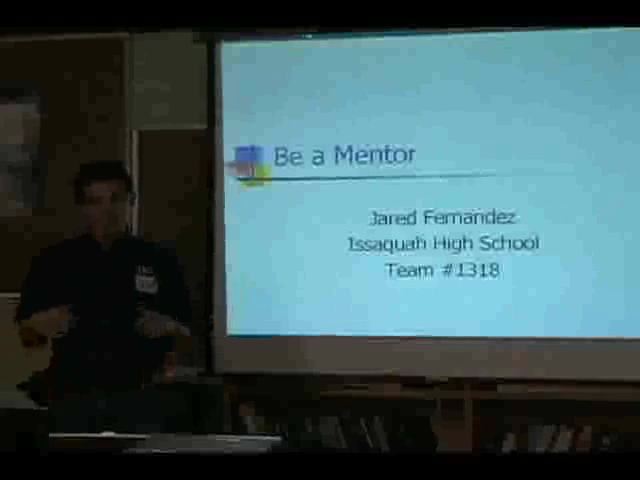 Be a Mentor
Jared Fernandez
Issaquah High School
Team #1318